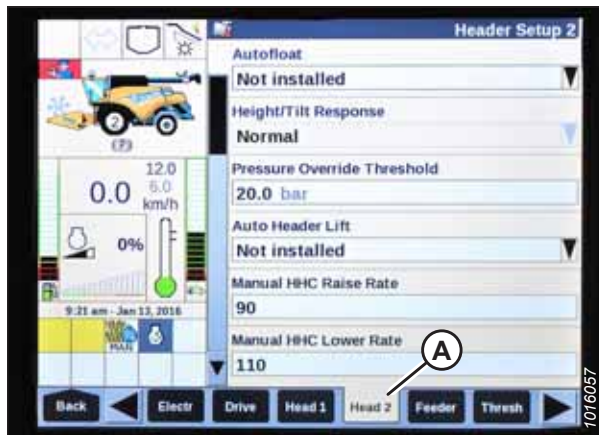 Header Setup 2
Autofloat
Not installed
Height/Tilt Response
Normal
Pressure Override Threshold
20.0 bar
Auto Header Lift
Not installed
Manual HHC Raise Rate
90
Manual HHC Lower Rate
110
2
(P)
12.0
6.0
0.0 km/h
0%
9:21 am - Jan 13, 2016
MAN
A
Back
Electr
Drive
Head 1
Head 2
Feeder
Thresh
1016057